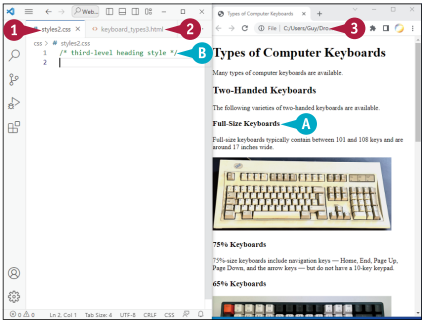 Web...
1
styles2.css ×
<> keyboard_types3.html
2
css > # styles2.css
1 /* third-level heading style */
B
2
Ln 2, Col 1 Tab Size: 4 UTF-8 CRLF CSS
0 0
Types of Computer Keyboards × +
File | C:/Users/Guy/Dro
3
Types of Computer Keyboards
Many types of computer keyboards are available.
Two-Handed Keyboards
The following varieties of two-handed keyboards are available.
Full-Size Keyboards
A
Full-size keyboards typically contain between 101 and 108 keys and are
around 17 inches wide.
75% Keyboards
75%-size keyboards include navigation keys — Home, End, Page Up,
Page Down, and the arrow keys — but do not have a 10-key keypad.
65% Keyboards